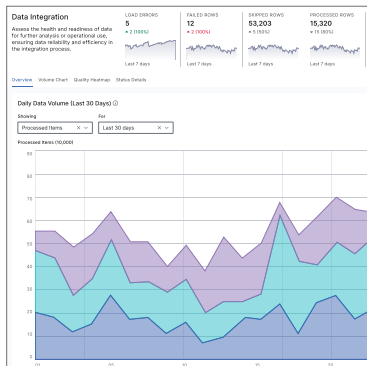 Data Integration
Assess the health and readiness of data
for further analysis or operational use,
ensuring data reliability and efficiency in
the integration process.
LOAD ERRORS
5
2 (100%)
Last 7 days
FAILED ROWS
12
2 (100%)
Last 7 days
SKIPPED ROWS
53,203
5 (50%)
Last 7 days
PROCESSED ROWS
15,320
Last 7 days
Overview Volume Chart Quality Heatmap Status Details
Daily Data Volume (Last 30 Days)
Showing For
Processed Items Last 30 days
Processed Items (10,000)
90
80
70
60
50
40
30
20
10
0